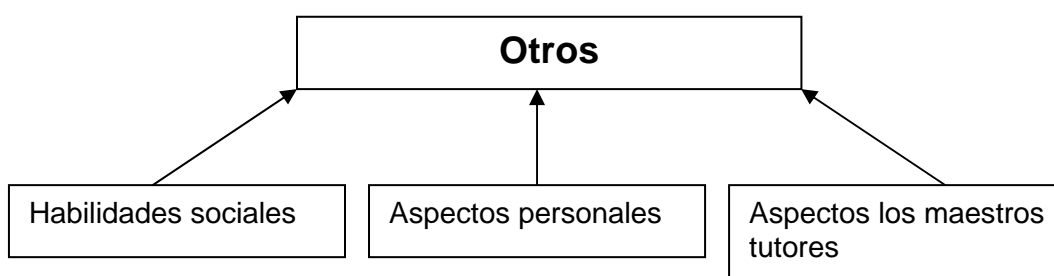 Otros
Habilidades sociales
Aspectos personales
Aspectos los maestros
tutores